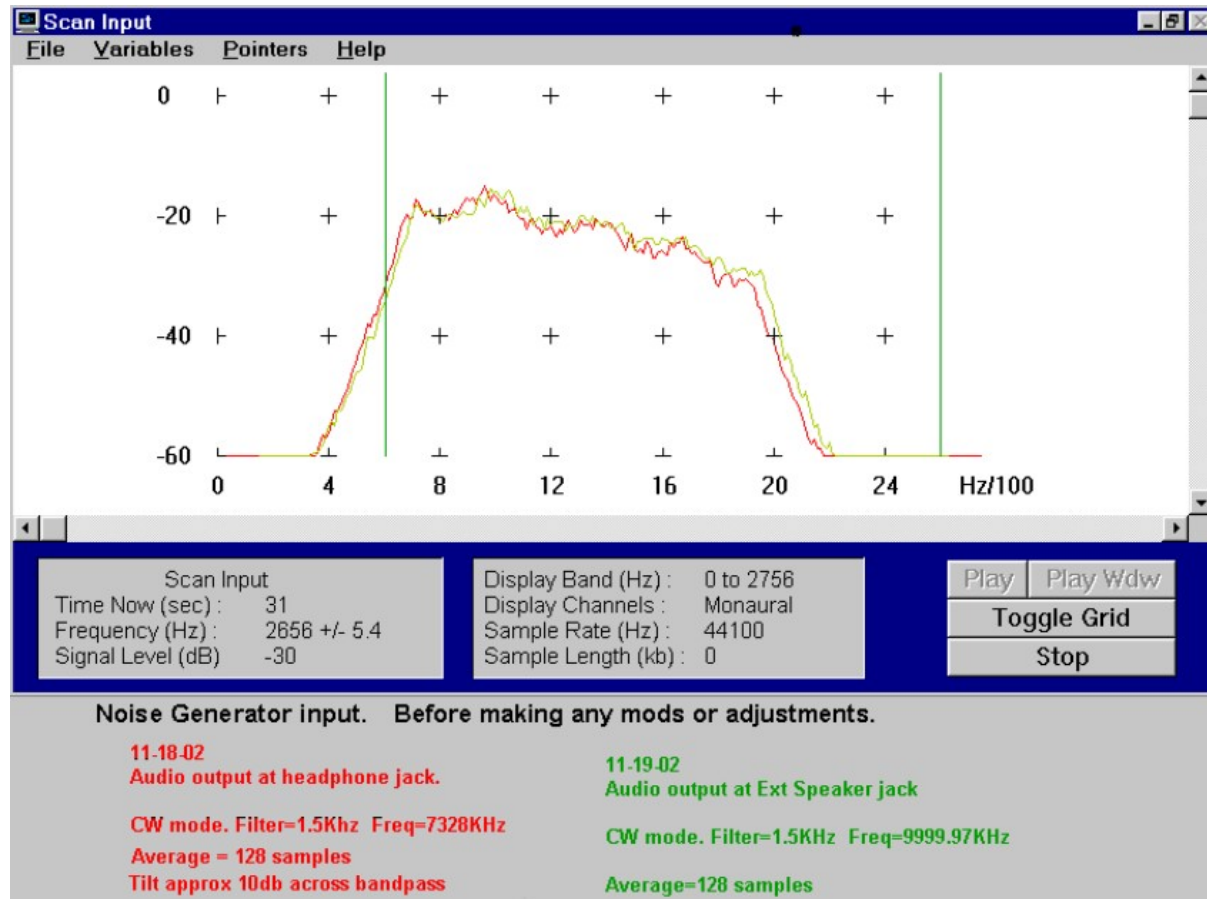 Scan Input
File Variables Pointers Help
0
-20
-40
-60
0 4 8 12 16 20 24 Hz/100
Scan Input
Time Now (sec) : 31
Frequency (Hz) : 2656 +/- 5.4
Signal Level (dB) -30
Display Band (Hz) : 0 to 2756
Display Channels : Monaural
Sample Rate (Hz) : 44100
Sample Length (kb) : 0
Play Play Wdw
Toggle Grid
Stop
Noise Generator input. Before making any mods or adjustments.
11-18-02
Audio output at headphone jack.
CW mode. Filter=1.5Khz Freq=7328KHz
Average = 128 samples
Tilt approx 10db across bandpass
11-19-02
Audio output at Ext Speaker jack
CW mode. Filter=1.5KHz Freq=9999.97KHz
Average=128 samples